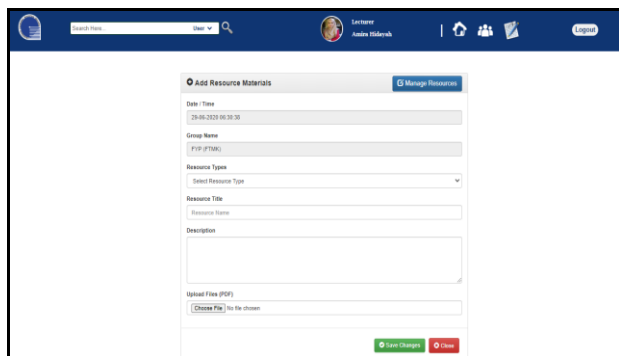 Search Here...
User
Lecturer
Amira Hidayah
Logout
Add Resource Materials
Manage Resources
Date / Time
29-06-2020 06:38:38
Group Name
FYP (FTMK)
Resource Types
Select Resource Type
Resource Title
Resource Name
Description
Upload Files (PDF)
Choose File No file chosen
Save Changes
Close